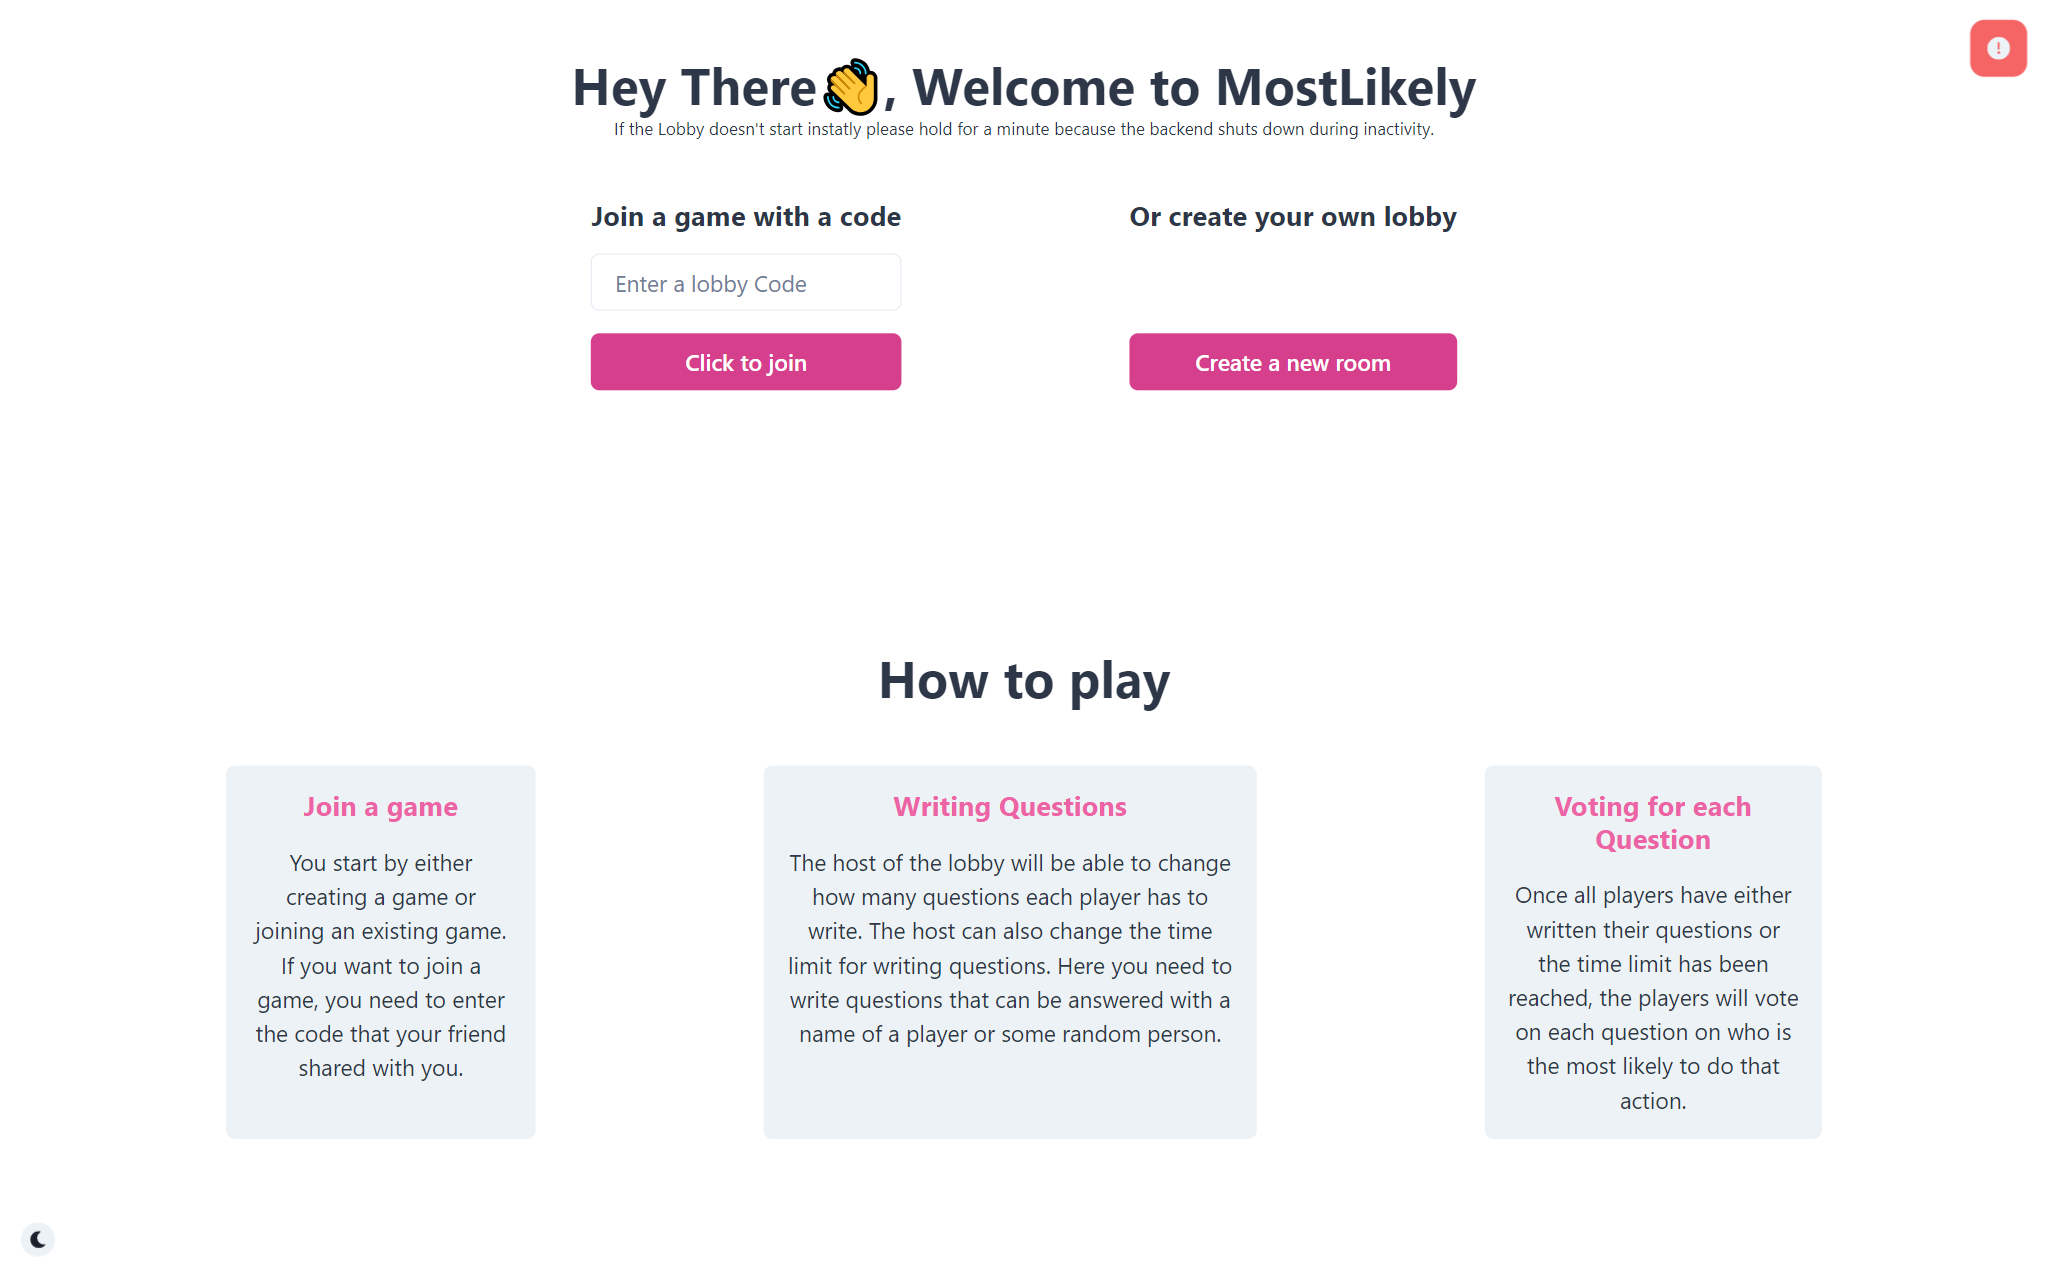 Hey There👋, Welcome to MostLikely
If the Lobby doesn't start instatly please hold for a minute because the backend shuts down during inactivity.
Join a game with a code
Enter a lobby Code
Click to join
Or create your own lobby
Create a new room
How to play
Join a game
You start by either
creating a game or
joining an existing game.
If you want to join a
game, you need to enter
the code that your friend
shared with you.
Writing Questions
The host of the lobby will be able to change
how many questions each player has to
write. The host can also change the time
limit for writing questions. Here you need to
write questions that can be answered with a
name of a player or some random person.
Voting for each
Question
Once all players have either
written their questions or
the time limit has been
reached, the players will vote
on each question on who is
the most likely to do that
action.